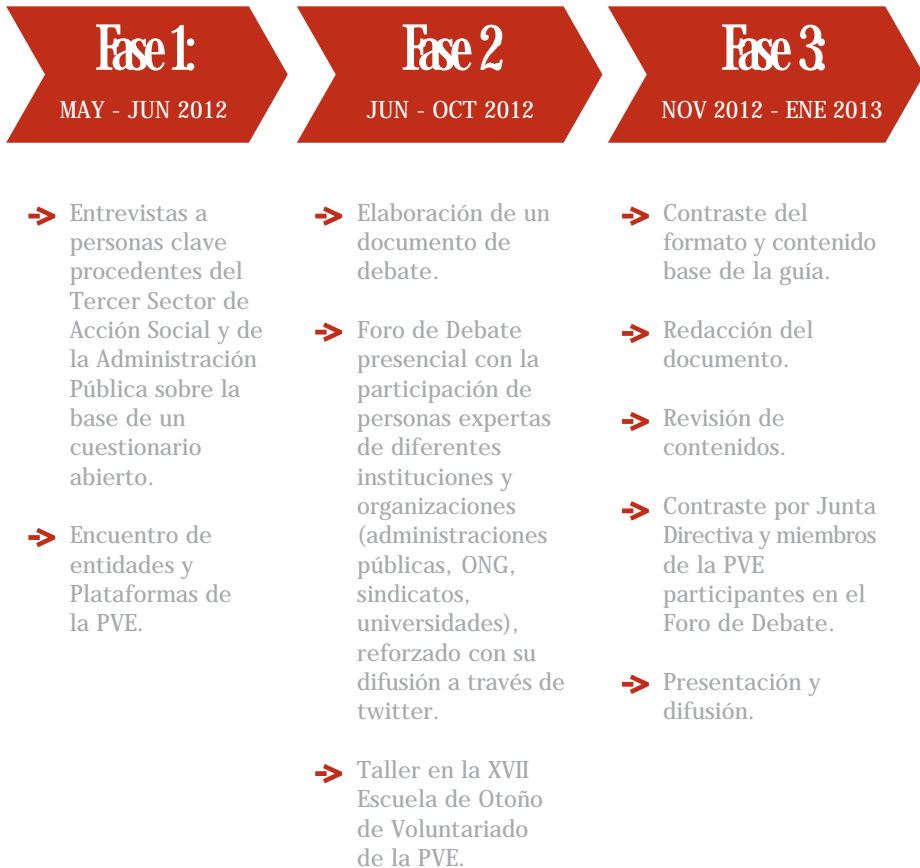 Fase 1:
MAY - JUN 2012
Entrevistas a
personas clave
procedentes del
Tercer Sector de
Acción Social y de
la Administración
Pública sobre la
base de un
cuestionario
abierto.
Encuentro de
entidades y
Plataformas de
la PVE.
Fase 2
JUN - OCT 2012
Elaboración de un
documento de
debate.
Foro de Debate
presencial con la
participación de
personas expertas
de diferentes
instituciones y
organizaciones
(administraciones
públicas, ONG,
sindicatos,
universidades),
reforzado con su
difusión a través de
twitter.
Taller en la XVII
Escuela de Otoño
de Voluntariado
de la PVE.
Fase 3:
NOV 2012 - ENE 2013
Contraste del
formato y contenido
base de la guía.
Redacción del
documento.
Revisión de
contenidos.
Contraste por Junta
Directiva y miembros
de la PVE
participantes en el
Foro de Debate.
Presentación y
difusión.